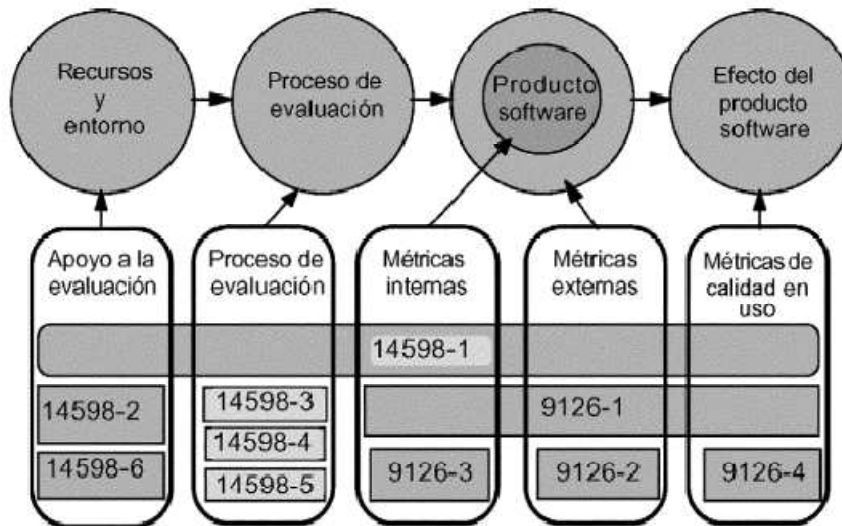 Recursos
y
entorno
Proceso de
evaluación
Producto
software
Efecto del
producto
software
Apoyo a la
evaluación
Proceso de
evaluación
Métricas
internas
Métricas
externas
Métricas de
calidad en
uso
14598-1
14598-2
14598-3
9126-1
14598-4
14598-6
14598-5
9126-3
9126-2
9126-4